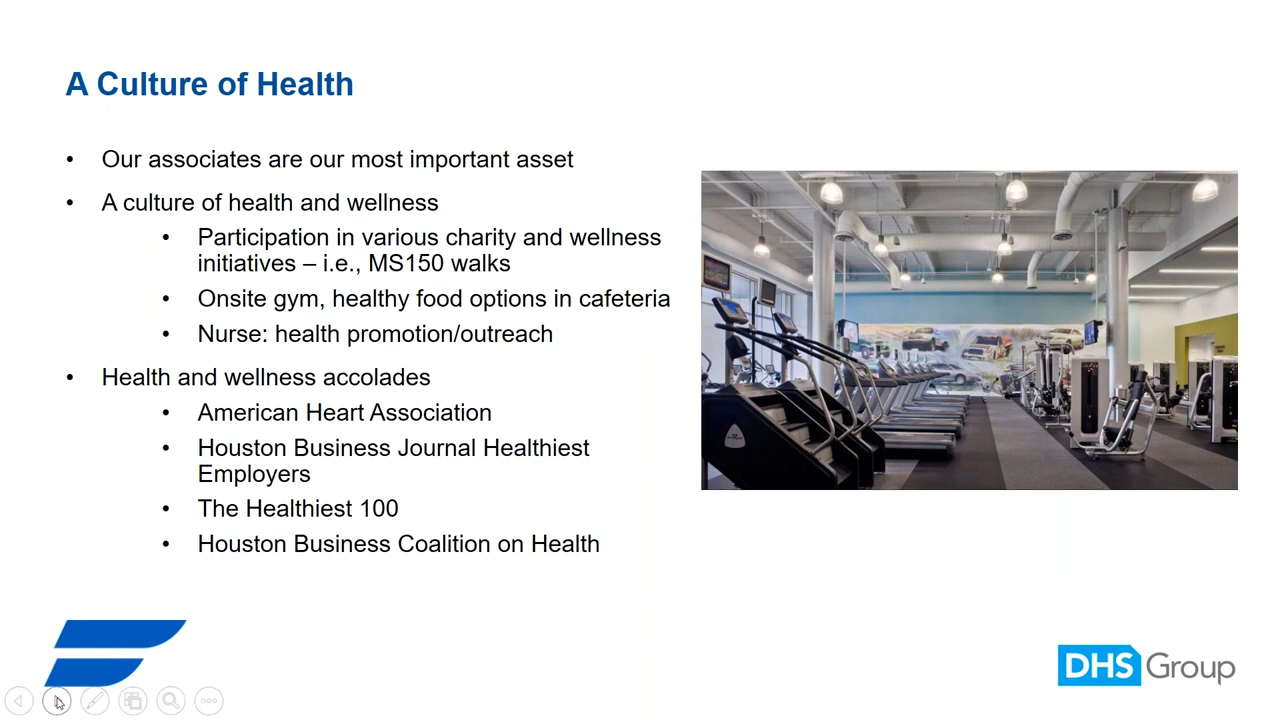 A Culture of Health
• Our associates are our most important asset
• A culture of health and wellness
• Participation in various charity and wellness
initiatives – i.e., MS150 walks
• Onsite gym, healthy food options in cafeteria
• Nurse: health promotion/outreach
• Health and wellness accolades
• American Heart Association
• Houston Business Journal Healthiest
Employers
• The Healthiest 100
• Houston Business Coalition on Health
DHS Group